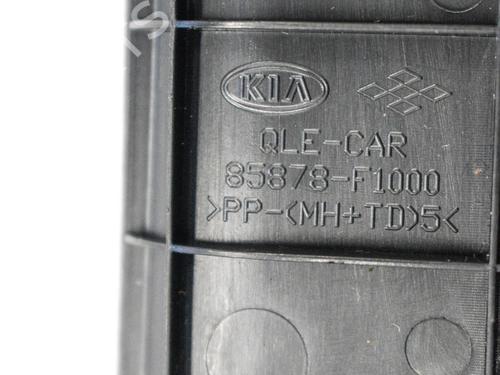 KIA
QLE-CAR
85878-F1000
>PP-(MH+TD)5<